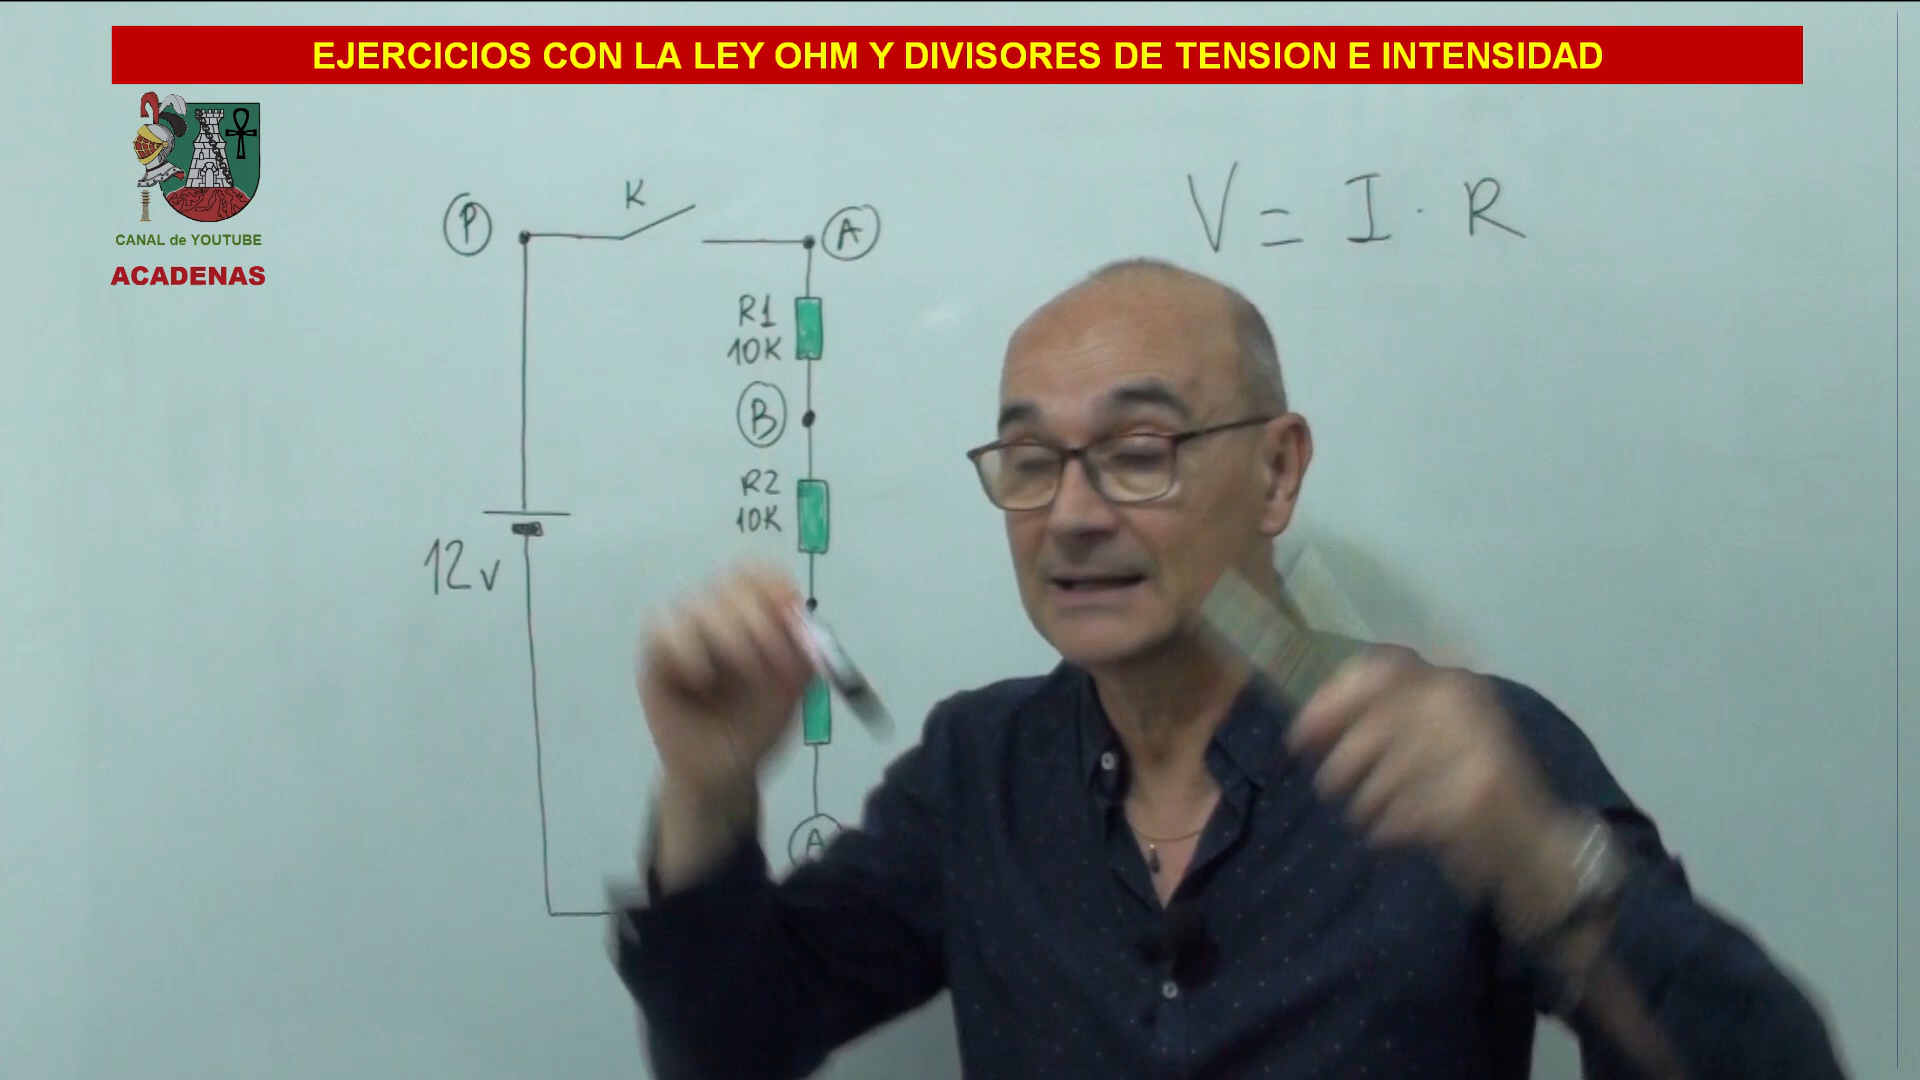 EJERCICIOS CON LA LEY OHM Y DIVISORES DE TENSION E INTENSIDAD
CANAL de YOUTUBE
ACADENAS
P
K
A
V = I · R
R1
10K
B
R2
10K
12v
A